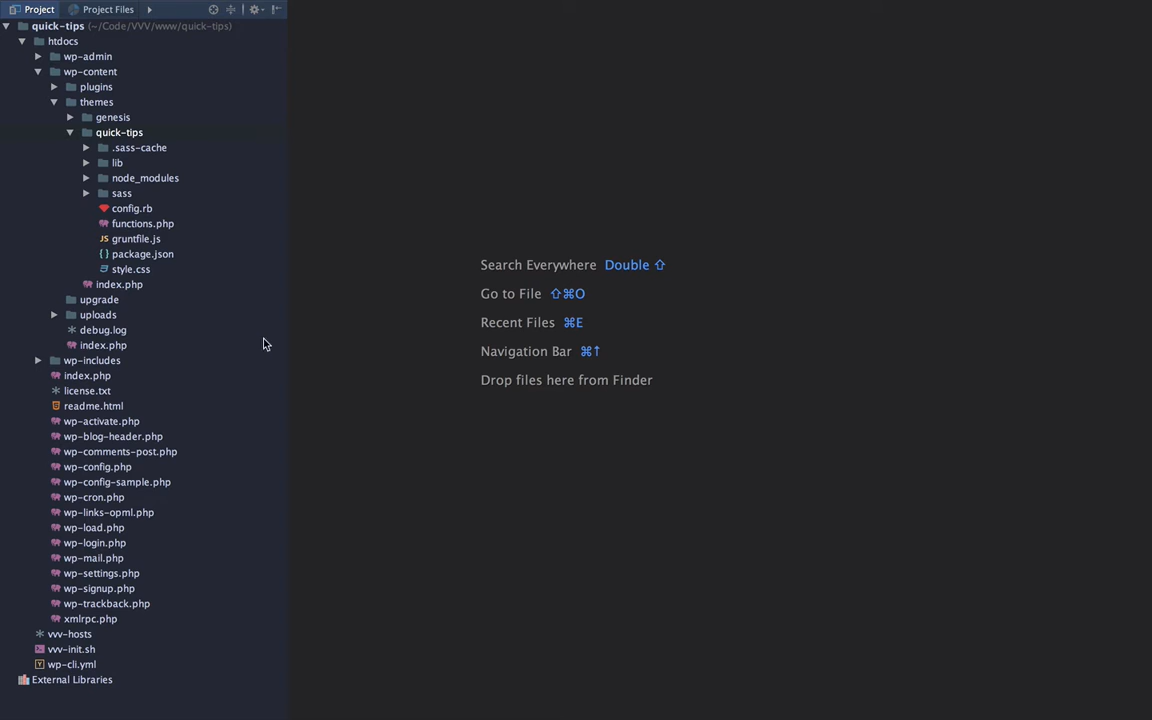 Project Project Files
quick-tips (~/Code/VVV/www/quick-tips)
htdocs
wp-admin
wp-content
plugins
themes
genesis
quick-tips
.sass-cache
lib
node_modules
sass
config.rb
functions.php
JS gruntfile.js
{} package.json
style.css
index.php
upgrade
uploads
debug.log
index.php
wp-includes
index.php
license.txt
readme.html
wp-activate.php
wp-blog-header.php
wp-comments-post.php
wp-config.php
wp-config-sample.php
wp-cron.php
wp-links-opml.php
wp-load.php
wp-login.php
wp-mail.php
wp-settings.php
wp-signup.php
wp-trackback.php
xmlrpc.php
vvv-hosts
vvv-init.sh
Y wp-cli.yml
External Libraries
Search Everywhere Double ⇧
Go to File ⇧⌘O
Recent Files ⌘E
Navigation Bar ⌘↑
Drop files here from Finder